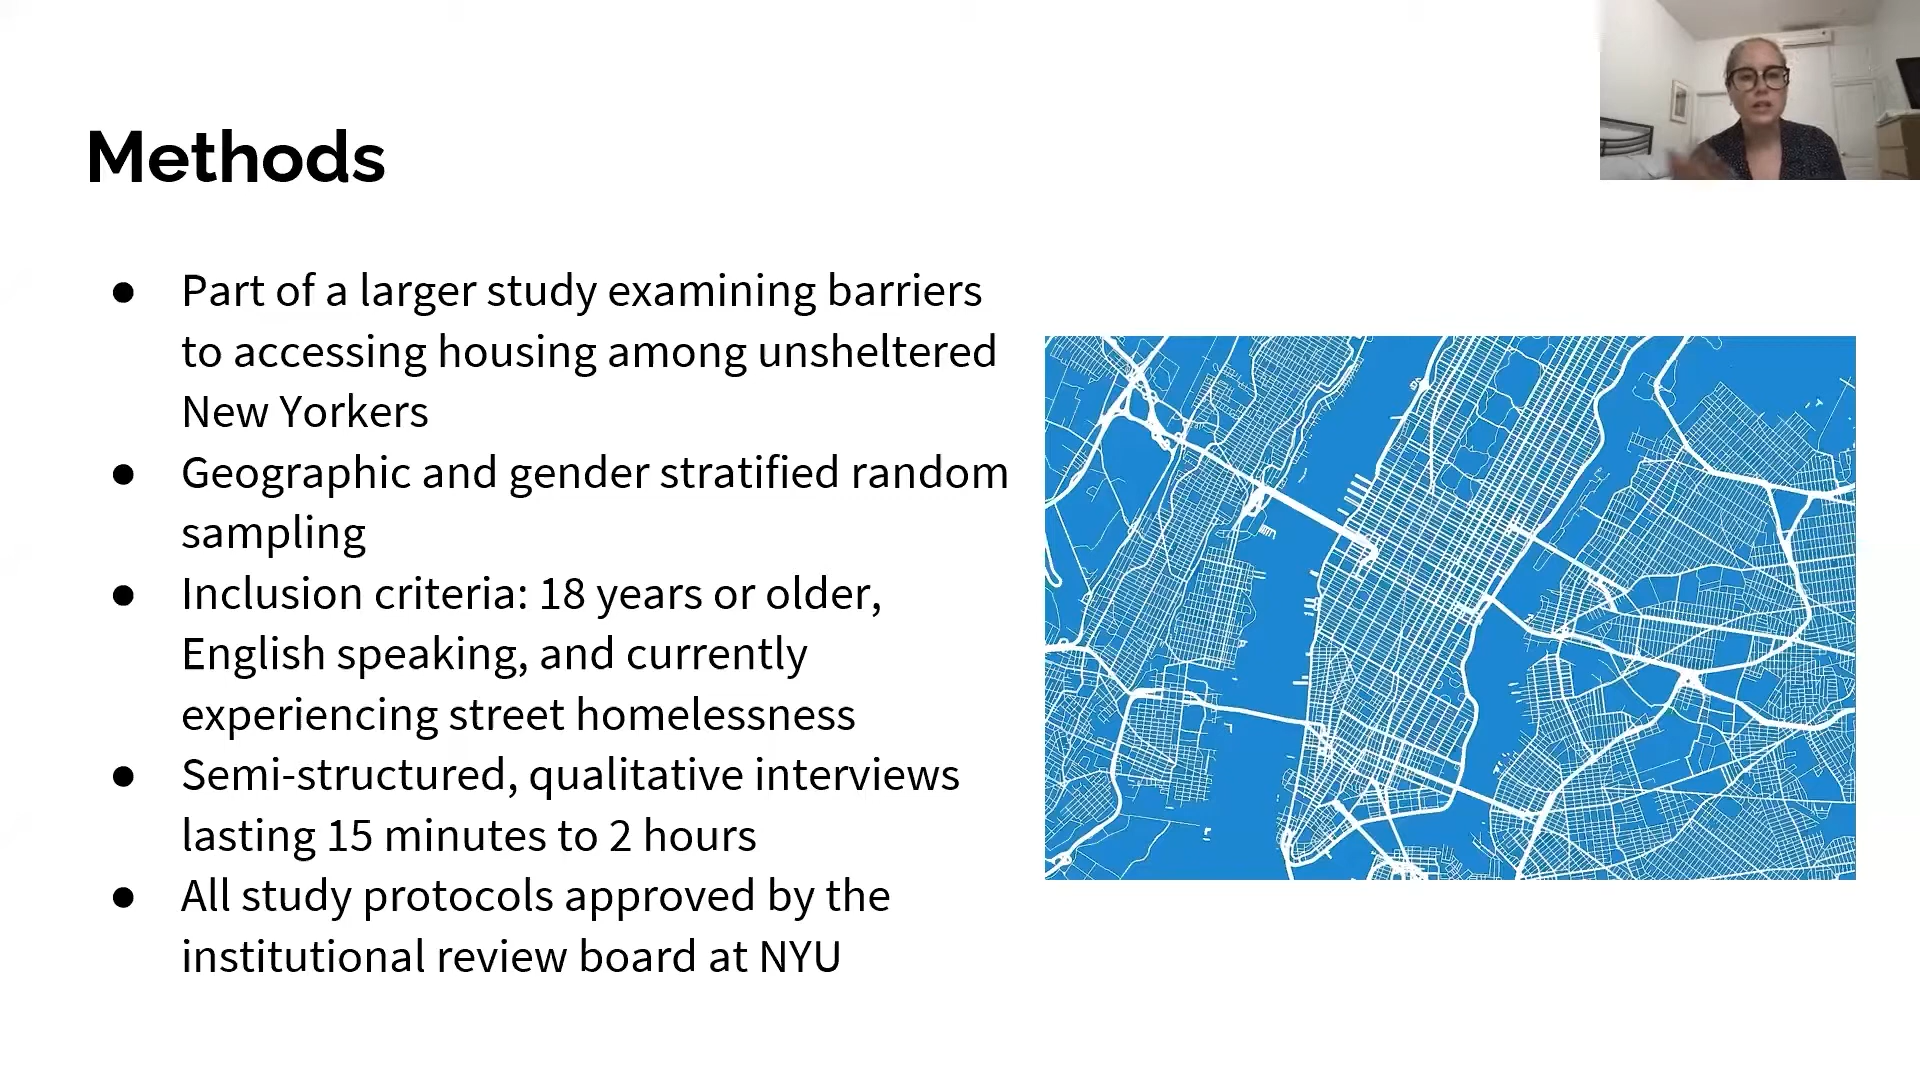 Methods
● Part of a larger study examining barriers
to accessing housing among unsheltered
New Yorkers
● Geographic and gender stratified random
sampling
● Inclusion criteria: 18 years or older,
English speaking, and currently
experiencing street homelessness
● Semi-structured, qualitative interviews
lasting 15 minutes to 2 hours
● All study protocols approved by the
institutional review board at NYU